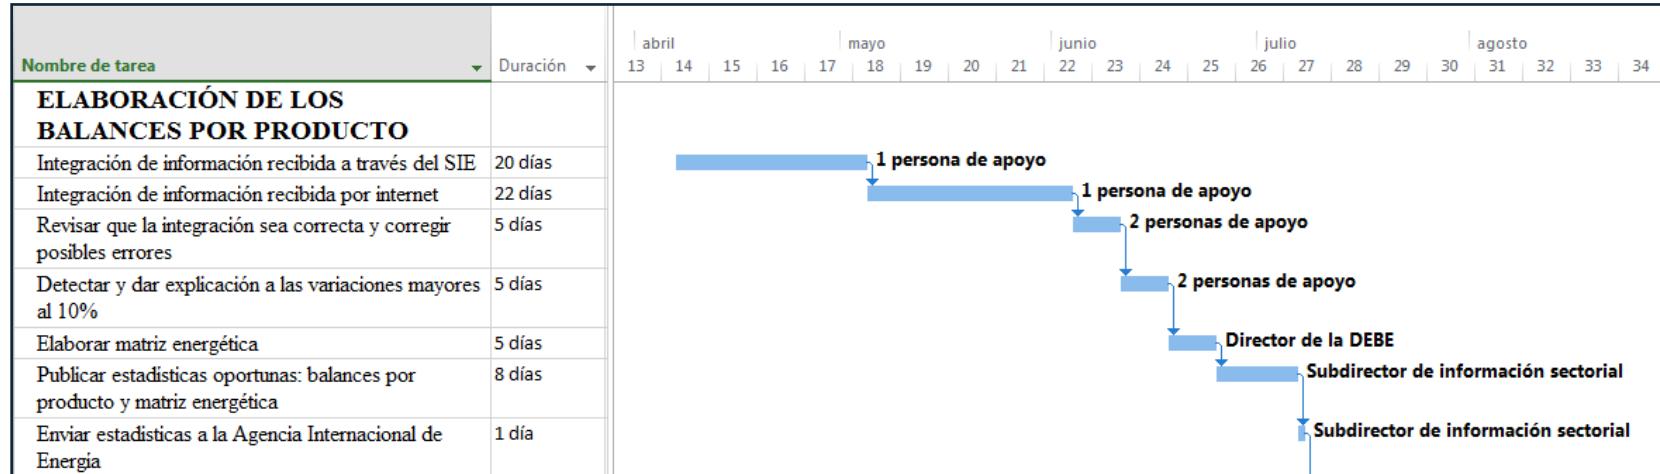 abril mayo junio julio agosto
Nombre de tarea Duración 13 14 15 16 17 18 19 20 21 22 23 24 25 26 27 28 29 30 31 32 33 34
ELABORACIÓN DE LOS
BALANCES POR PRODUCTO
Integración de información recibida a través del SIE 20 días 1 persona de apoyo
Integración de información recibida por internet 22 días 1 persona de apoyo
Revisar que la integración sea correcta y corregir 5 días 2 personas de apoyo
posibles errores
Detectar y dar explicación a las variaciones mayores 5 días 2 personas de apoyo
al 10%
Elaborar matriz energética 5 días Director de la DEBE
Publicar estadisticas oportunas: balances por 8 días Subdirector de información sectorial
producto y matriz energética
Enviar estadisticas a la Agencia Internacional de 1 día Subdirector de información sectorial
Energía